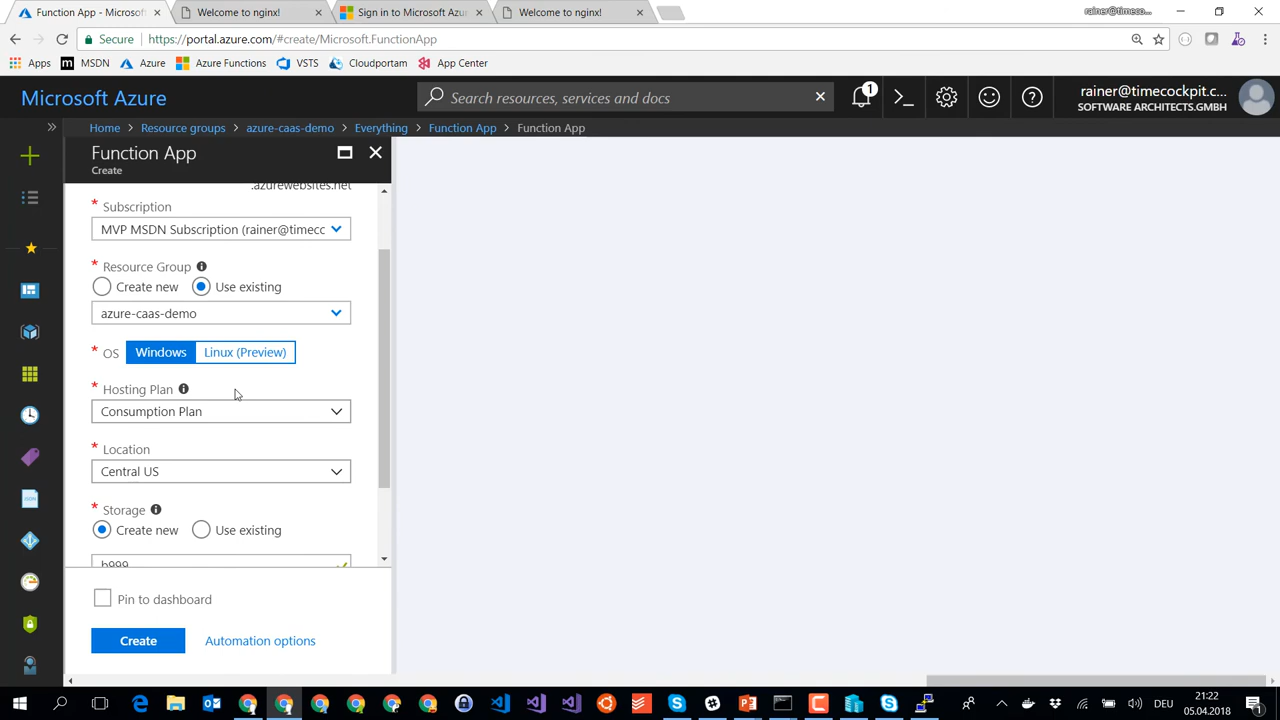 Function App - Microsoft
Welcome to nginx!
Sign in to Microsoft Azu
Welcome to nginx!
rainer@timeco...
Secure
https://portal.azure.com/#create/Microsoft.FunctionApp
Apps
MSDN
Azure
Azure Functions
VSTS
Cloudportam
App Center
Microsoft Azure
Search resources, services and docs
1
rainer@timecockpit.c...
SOFTWARE ARCHITECTS.GMBH
Home > Resource groups > azure-caas-demo > Everything > Function App > Function App
Function App
Create
.azurewebsites.net
* Subscription
MVP MSDN Subscription (rainer@timecc
* Resource Group
Create new
Use existing
azure-caas-demo
* OS
Windows
Linux (Preview)
* Hosting Plan
Consumption Plan
* Location
Central US
* Storage
Create new
Use existing
b999
Pin to dashboard
Create
Automation options
DEU
21:22
05.04.2018
1